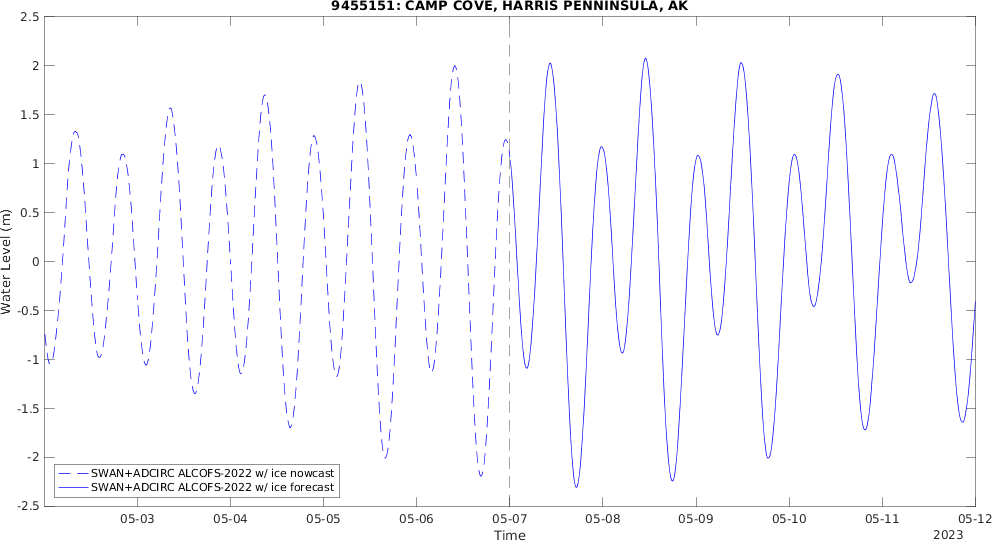 9455151: CAMP COVE, HARRIS PENNINSULA, AK
2.5
2
1.5
1
0.5
0
-0.5
-1
-1.5
-2
-2.5
Water Level (m)
SWAN+ADCIRC ALCOFS-2022 w/ ice nowcast
SWAN+ADCIRC ALCOFS-2022 w/ ice forecast
05-03 05-04 05-05 05-06 05-07 05-08 05-09 05-10 05-11 05-12
Time
2023